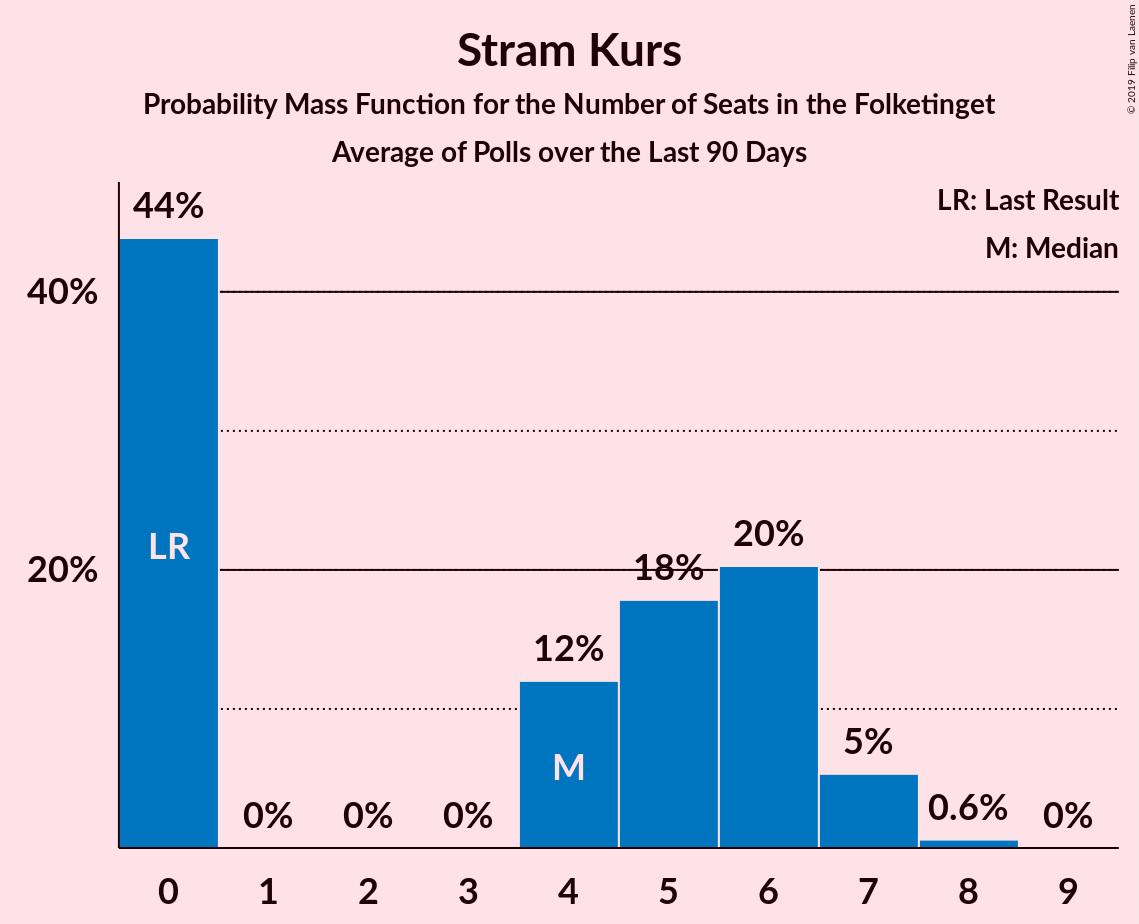 Stram Kurs
Probability Mass Function for the Number of Seats in the Folketinget
Average of Polls over the Last 90 Days
© 2019 Filip van Laenen
LR: Last Result
M: Median
44%
40%
20%
LR
0%
0%
0%
12%
M
18%
20%
5%
0.6%
0%
0 1 2 3 4 5 6 7 8 9